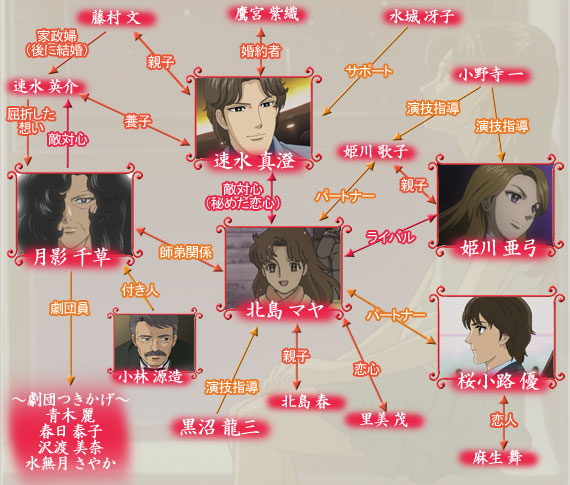 藤村 文
鷹宮 紫織
水城 冴子
家政婦
（後に結婚）
親子
婚約者
サポート
小野寺 一
速水 英介
養子
演技指導
演技指導
屈折した
想い
敵対心
速水 真澄
姫川 歌子
敵対心
（秘めた恋心）
パートナー
親子
月影 千草
師弟関係
ライバル
姫川 亜弓
劇団員
付き人
北島 マヤ
パートナー
小林 源造
演技指導
親子
恋心
桜小路 優
～劇団つきかげ～
青木 麗
春日 泰子
沢渡 美奈
水無月 さやか
黒沼 龍三
北島 春
里美 茂
恋人
麻生 舞